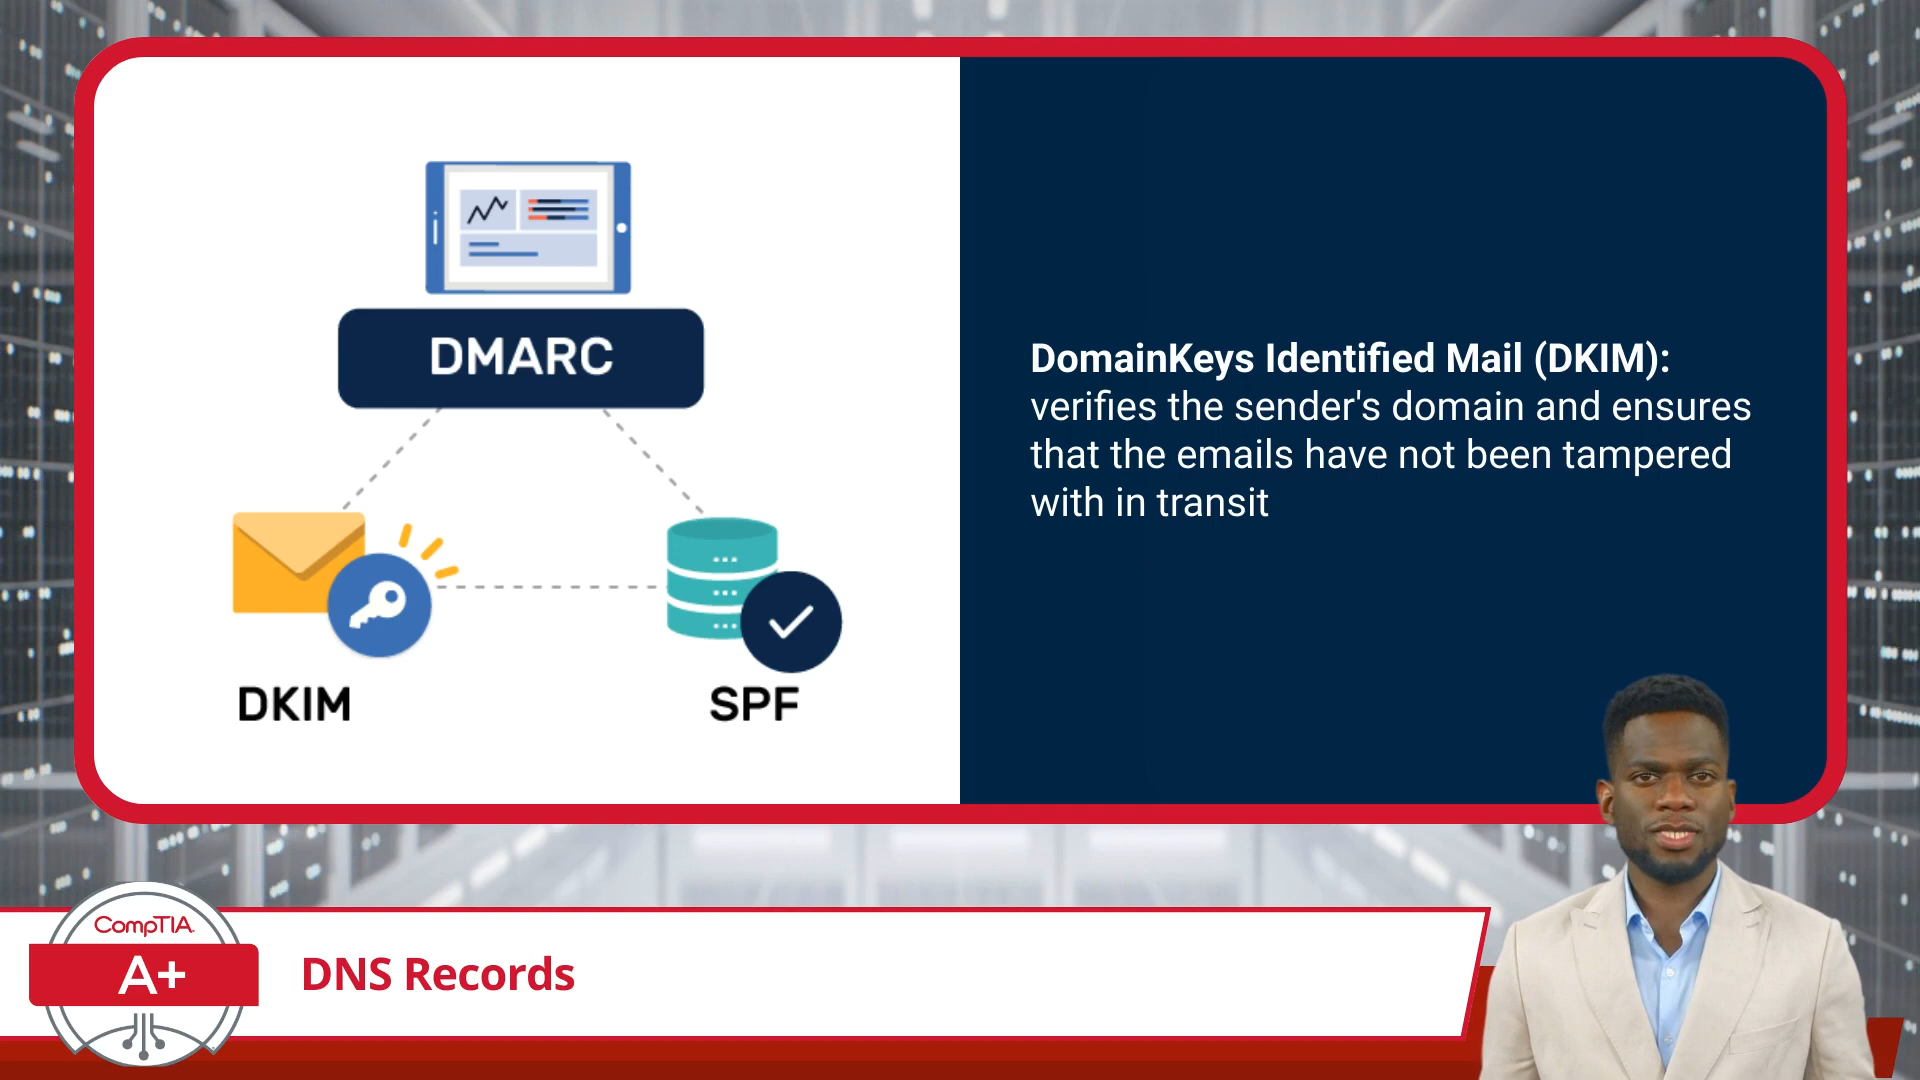 DMARC
DKIM
SPF
DomainKeys Identified Mail (DKIM):
verifies the sender's domain and ensures
that the emails have not been tampered
with in transit
CompTIA
A+
DNS Records